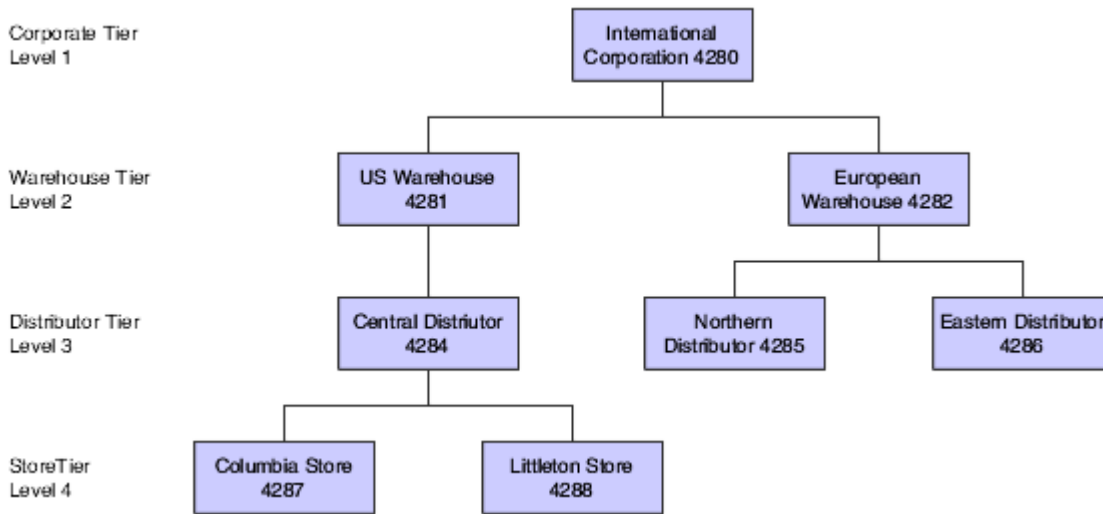 Corporate Tier
Level 1
International
Corporation 4280
Warehouse Tier
Level 2
US Warehouse
4281
European
Warehouse 4282
Distributor Tier
Level 3
Central Distriutor
4284
Northern
Distributor 4285
Eastern Distributor
4286
StoreTier
Level 4
Columbia Store
4287
Littleton Store
4288